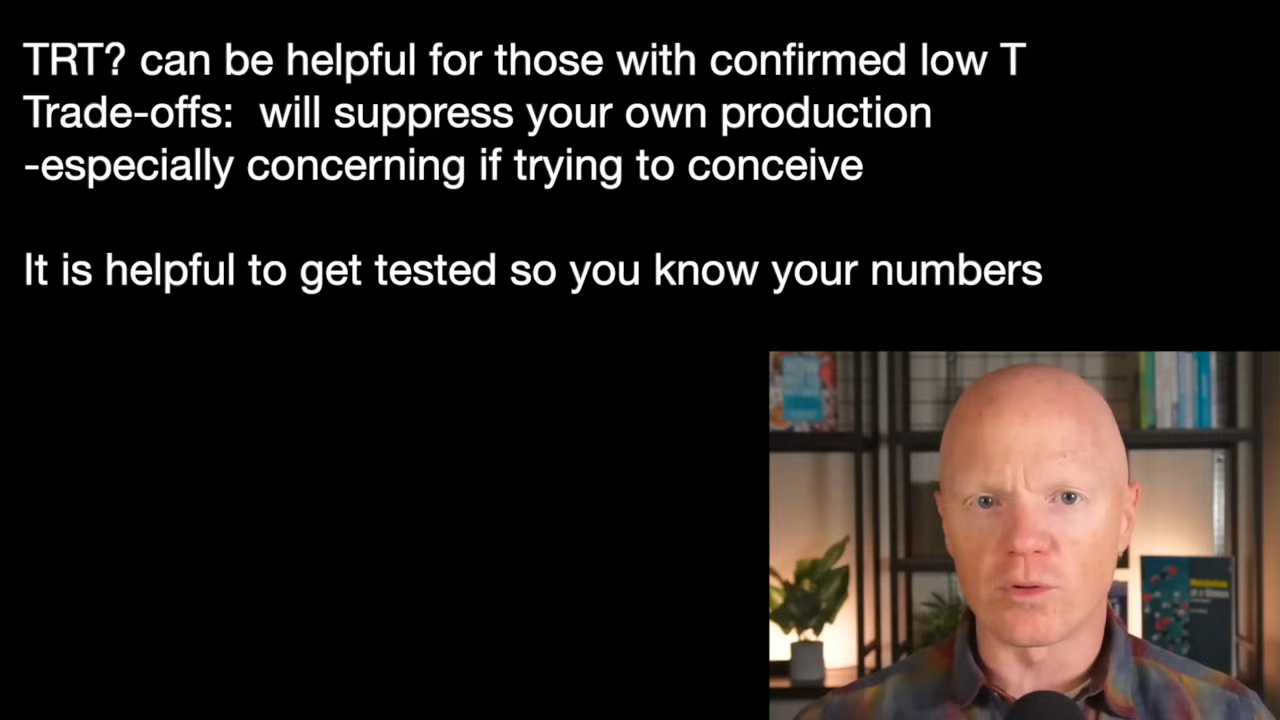 TRT? can be helpful for those with confirmed low T
Trade-offs:  will suppress your own production
-especially concerning if trying to conceive
It is helpful to get tested so you know your numbers